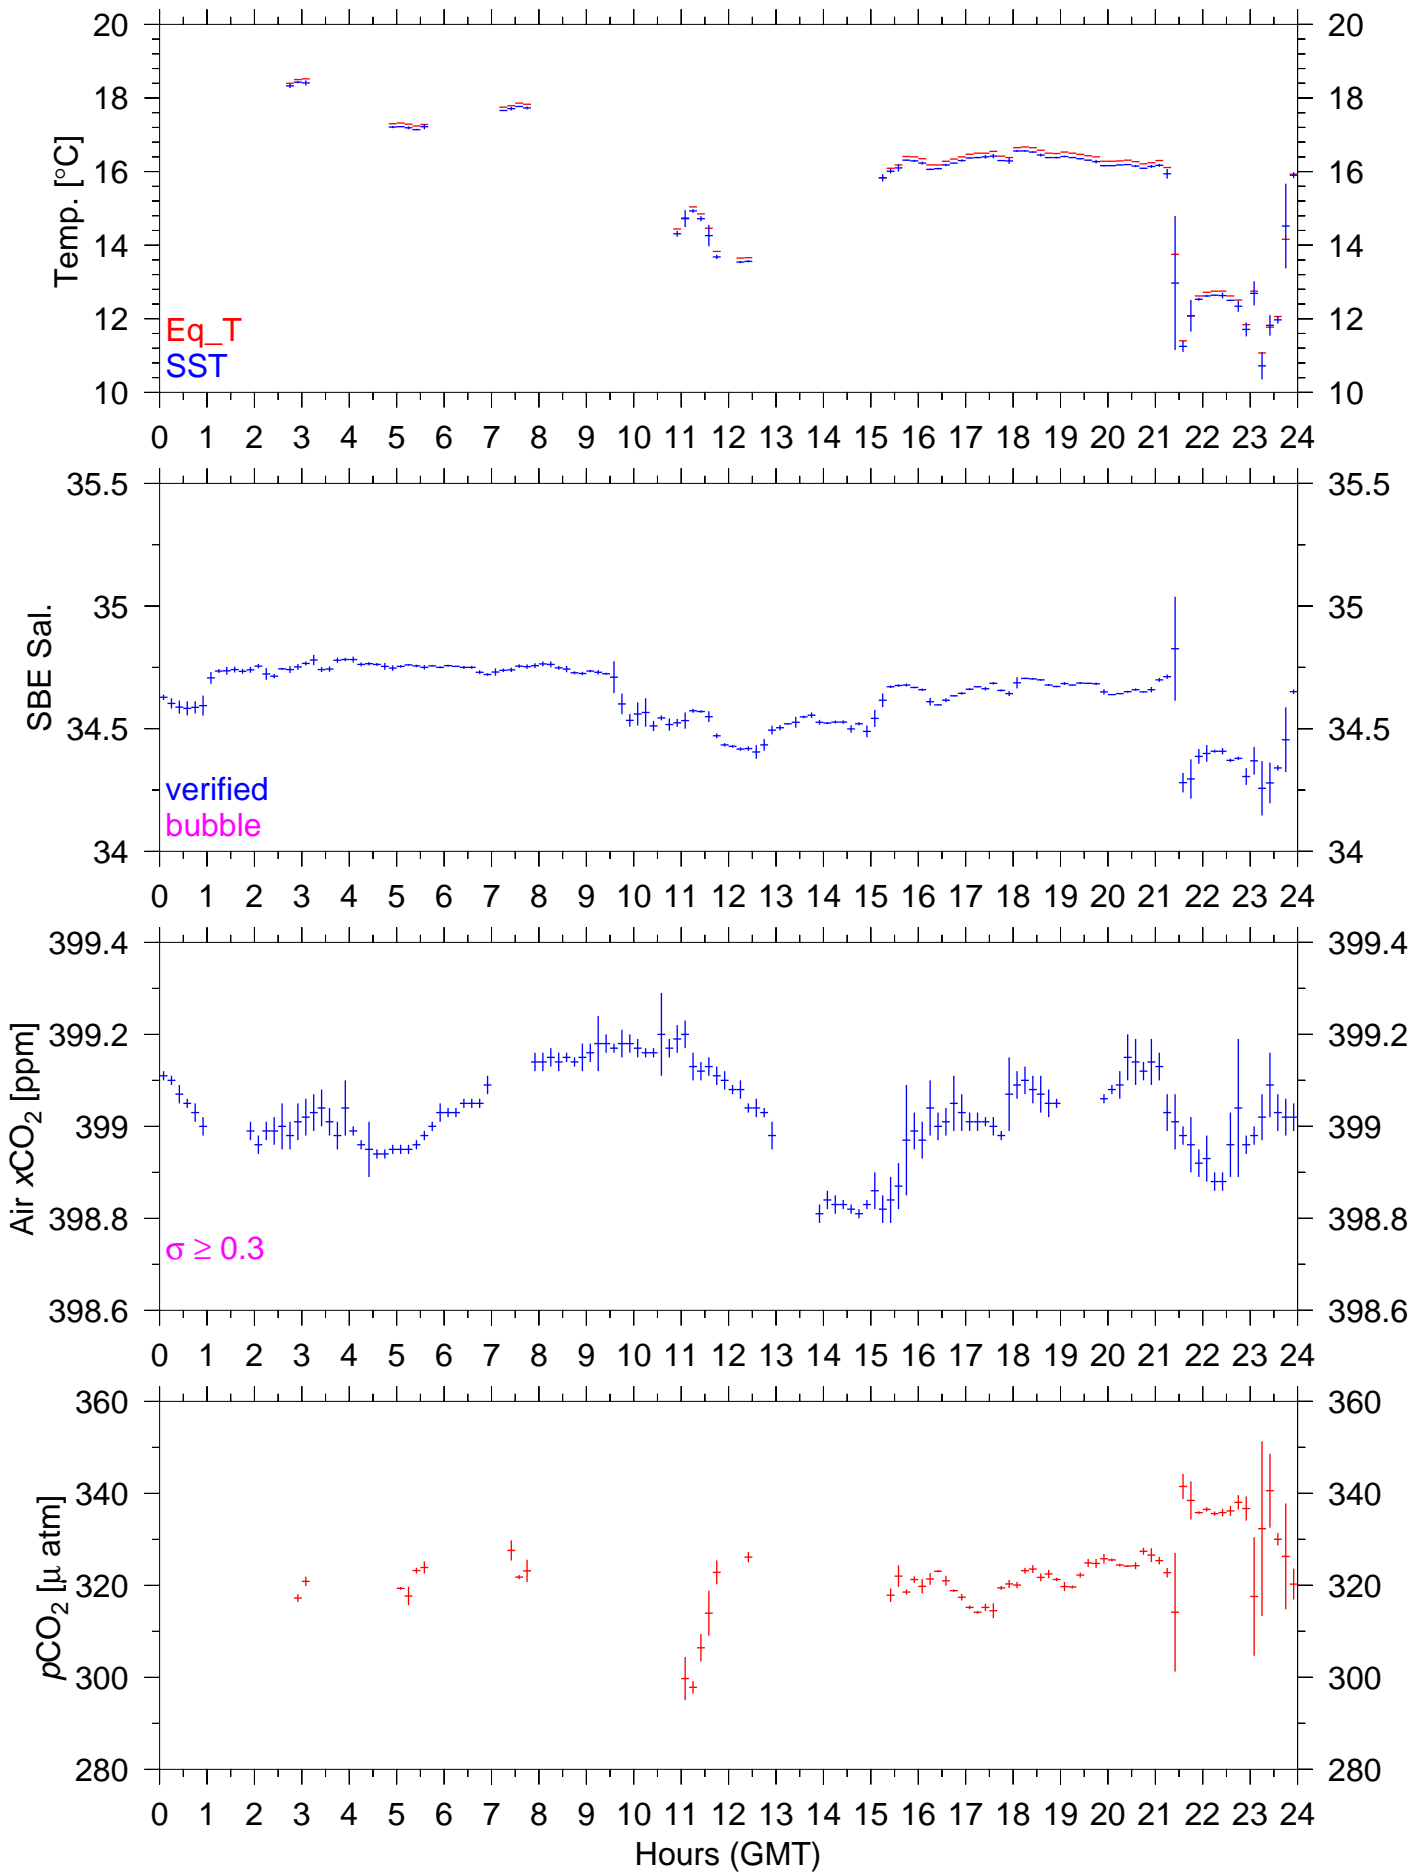 20 20
18 18
16 16
14 14
12 12
10 10
Temp. [°C]
Eq_T
SST
0 1 2 3 4 5 6 7 8 9 10 11 12 13 14 15 16 17 18 19 20 21 22 23 24
35.5 35.5
35 35
34.5 34.5
34 34
SBE Sal.
verified
bubble
0 1 2 3 4 5 6 7 8 9 10 11 12 13 14 15 16 17 18 19 20 21 22 23 24
399.4 399.4
399.2 399.2
399 399
398.8 398.8
398.6 398.6
Air xCO₂ [ppm]
σ ≥ 0.3
0 1 2 3 4 5 6 7 8 9 10 11 12 13 14 15 16 17 18 19 20 21 22 23 24
360 360
340 340
320 320
300 300
280 280
pCO₂ [μ atm]
0 1 2 3 4 5 6 7 8 9 10 11 12 13 14 15 16 17 18 19 20 21 22 23 24
Hours (GMT)